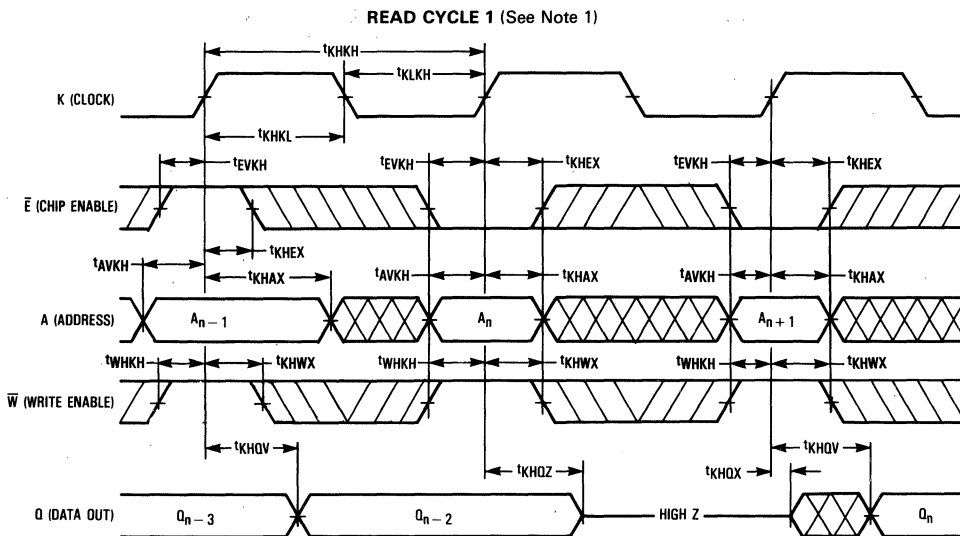 READ CYCLE 1 (See Note 1)
tKHKH
tKLKH
K (CLOCK)
tKHKL
tEVKH
tEVKH
tKHEX
tEVKH
tKHEX
E̅ (CHIP ENABLE)
tKHEX
tAVKH
tKHAX
tAVKH
tKHAX
tAVKH
tKHAX
A (ADDRESS)
An − 1
An
An + 1
tWHKH
tKHWX
tWHKH
tKHWX
tWHKH
tKHWX
W̅ (WRITE ENABLE)
tKHQV
tKHQZ
tKHQX
tKHQV
Q (DATA OUT)
Qn − 3
Qn − 2
HIGH Z
Qn